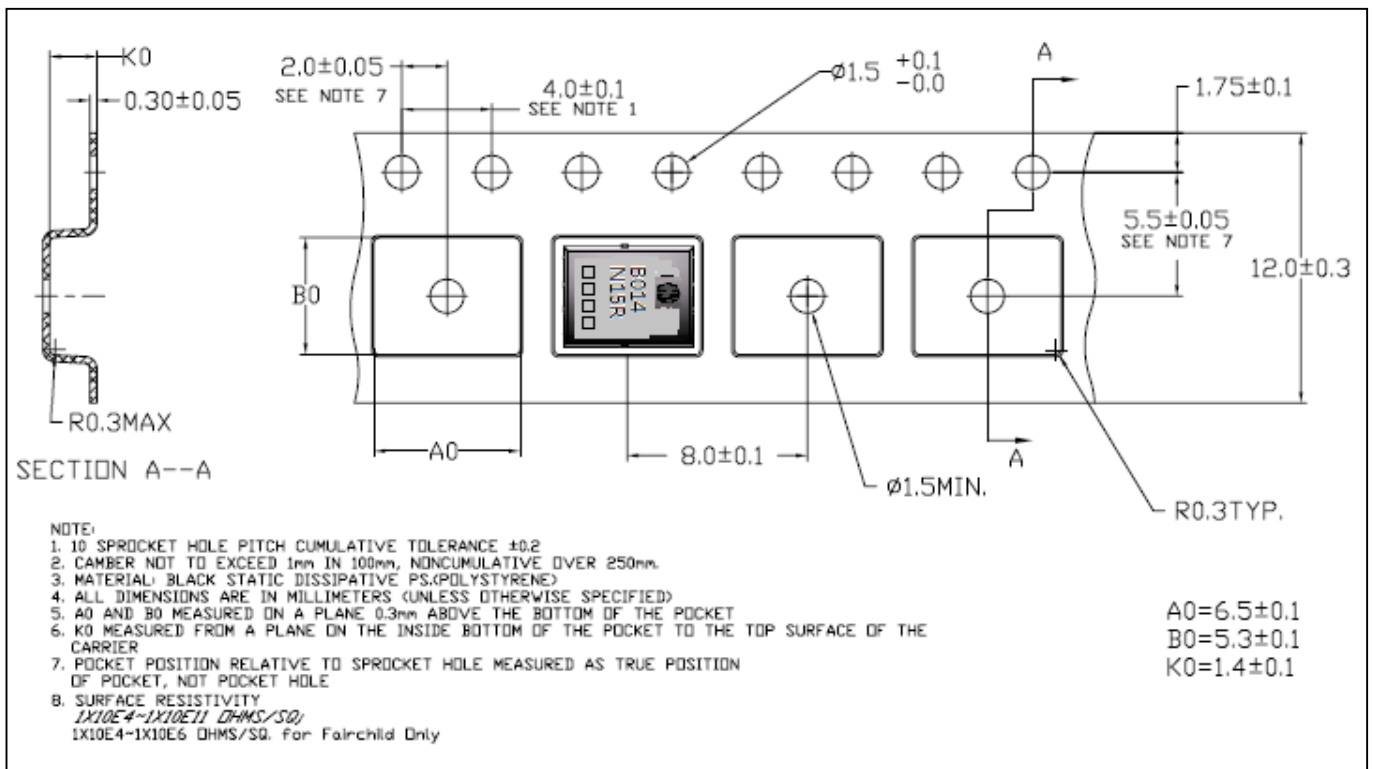 K0
0.30±0.05
2.0±0.05
SEE NOTE 7
4.0±0.1
SEE NOTE 1
Ø1.5 +0.1 -0.0
A
1.75±0.1
5.5±0.05
SEE NOTE 7
12.0±0.3
B0
B014
N15R
R0.3MAX
A0
8.0±0.1
A
Ø1.5MIN.
R0.3TYP.
SECTION A--A
NOTE:
1. 10 SPROCKET HOLE PITCH CUMULATIVE TOLERANCE ±0.2
2. CAMBER NOT TO EXCEED 1mm IN 100mm, NONCUMULATIVE OVER 250mm.
3. MATERIAL: BLACK STATIC DISSIPATIVE PS.(POLYSTYRENE)
4. ALL DIMENSIONS ARE IN MILLIMETERS (UNLESS OTHERWISE SPECIFIED)
5. A0 AND B0 MEASURED ON A PLANE 0.3mm ABOVE THE BOTTOM OF THE POCKET
6. K0 MEASURED FROM A PLANE ON THE INSIDE BOTTOM OF THE POCKET TO THE TOP SURFACE OF THE
CARRIER
7. POCKET POSITION RELATIVE TO SPROCKET HOLE MEASURED AS TRUE POSITION
OF POCKET, NOT POCKET HOLE
8. SURFACE RESISTIVITY
1X10E4~1X10E11 OHMS/SQ;
1X10E4~1X10E6 OHMS/SQ. for Fairchild Only
A0=6.5±0.1
B0=5.3±0.1
K0=1.4±0.1